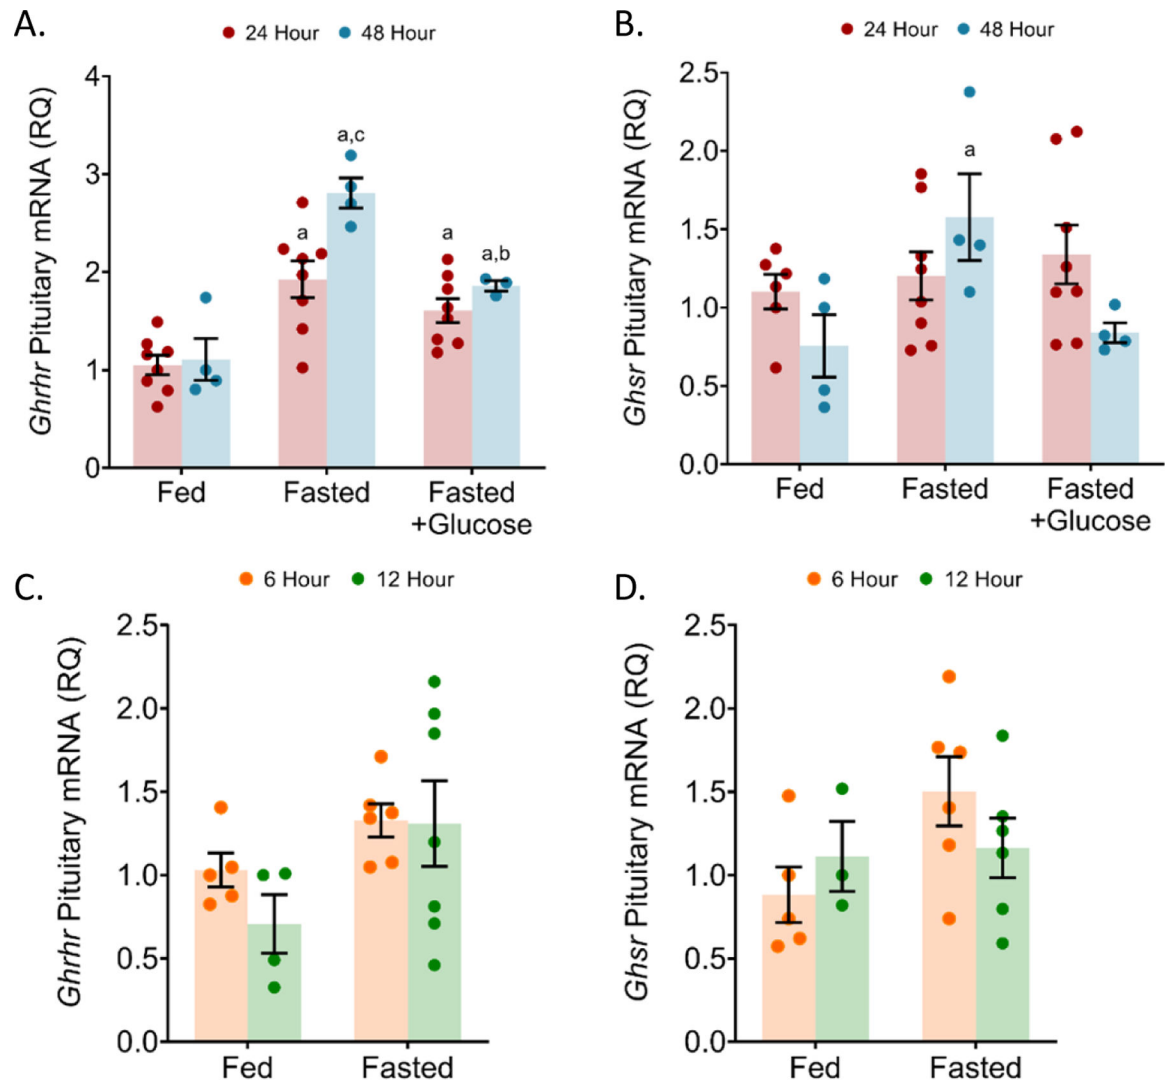 A.
24 Hour 48 Hour
Ghrhr Pituitary mRNA (RQ)
4
3
2
1
0
a
a,c
a
a,b
Fed Fasted Fasted
+Glucose
B.
24 Hour 48 Hour
Ghsr Pituitary mRNA (RQ)
2.5
2.0
1.5
1.0
0.5
0.0
a
Fed Fasted Fasted
+Glucose
C.
6 Hour 12 Hour
Ghrhr Pituitary mRNA (RQ)
2.5
2.0
1.5
1.0
0.5
0.0
Fed Fasted
D.
6 Hour 12 Hour
Ghsr Pituitary mRNA (RQ)
2.5
2.0
1.5
1.0
0.5
0.0
Fed Fasted